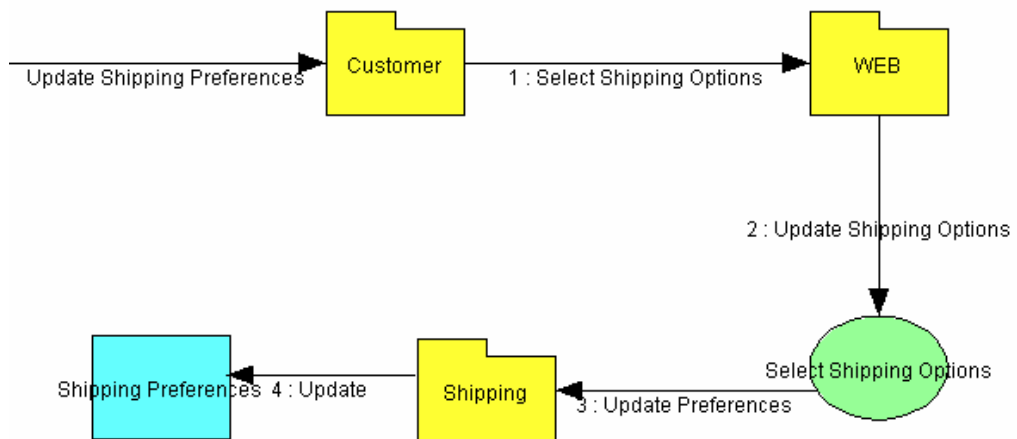 Update Shipping Preferences
Customer
1 : Select Shipping Options
WEB
2 : Update Shipping Options
Select Shipping Options
3 : Update Preferences
Shipping
4 : Update
Shipping Preferences